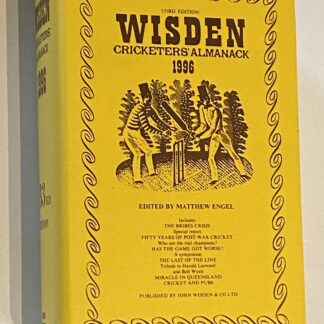 133RD EDITION
WISDEN
CRICKETERS' ALMANACK
1996
EDITED BY MATTHEW ENGEL
Includes
THE BRIBES CRISIS
Special report
FIFTY YEARS OF POST-WAR CRICKET
Who are the real champions?
HAS THE GAME GOT WORSE?
A symposium
THE LAST OF THE LINE
Tribute to Harold Larwood
and Bob Wyatt
MIRACLE IN QUEENSLAND
CRICKET AND PUBS
PUBLISHED BY JOHN WISDEN & CO LTD